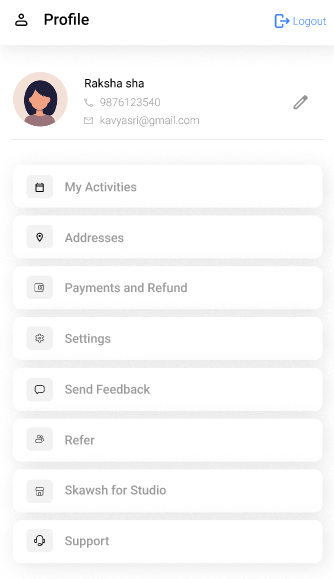 Profile
Logout
Raksha sha
9876123540
kavyasri@gmail.com
My Activities
Addresses
Payments and Refund
Settings
Send Feedback
Refer
Skawsh for Studio
Support